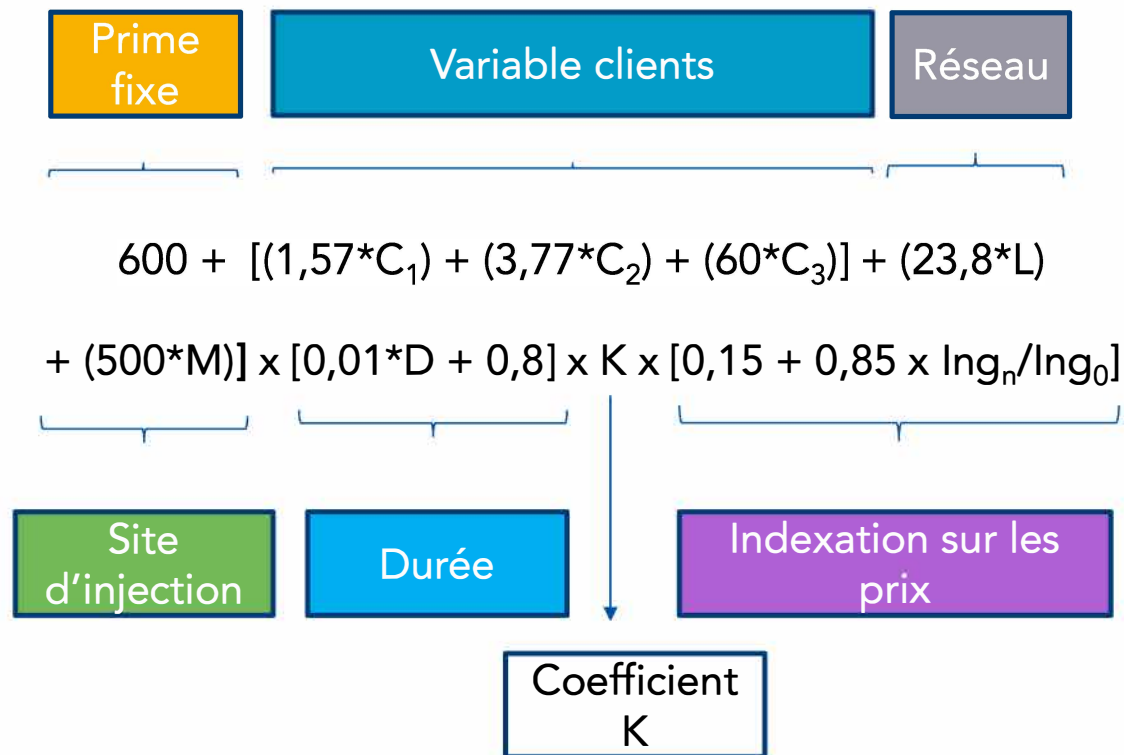 Prime
fixe
Variable clients
Réseau
600 + [(1,57*C₁) + (3,77*C₂) + (60*C₃)] + (23,8*L)
+ (500*M)] x [0,01*D + 0,8] x K x [0,15 + 0,85 x Ingₙ/Ing₀]
Site
d'injection
Durée
Indexation sur les
prix
Coefficient
K